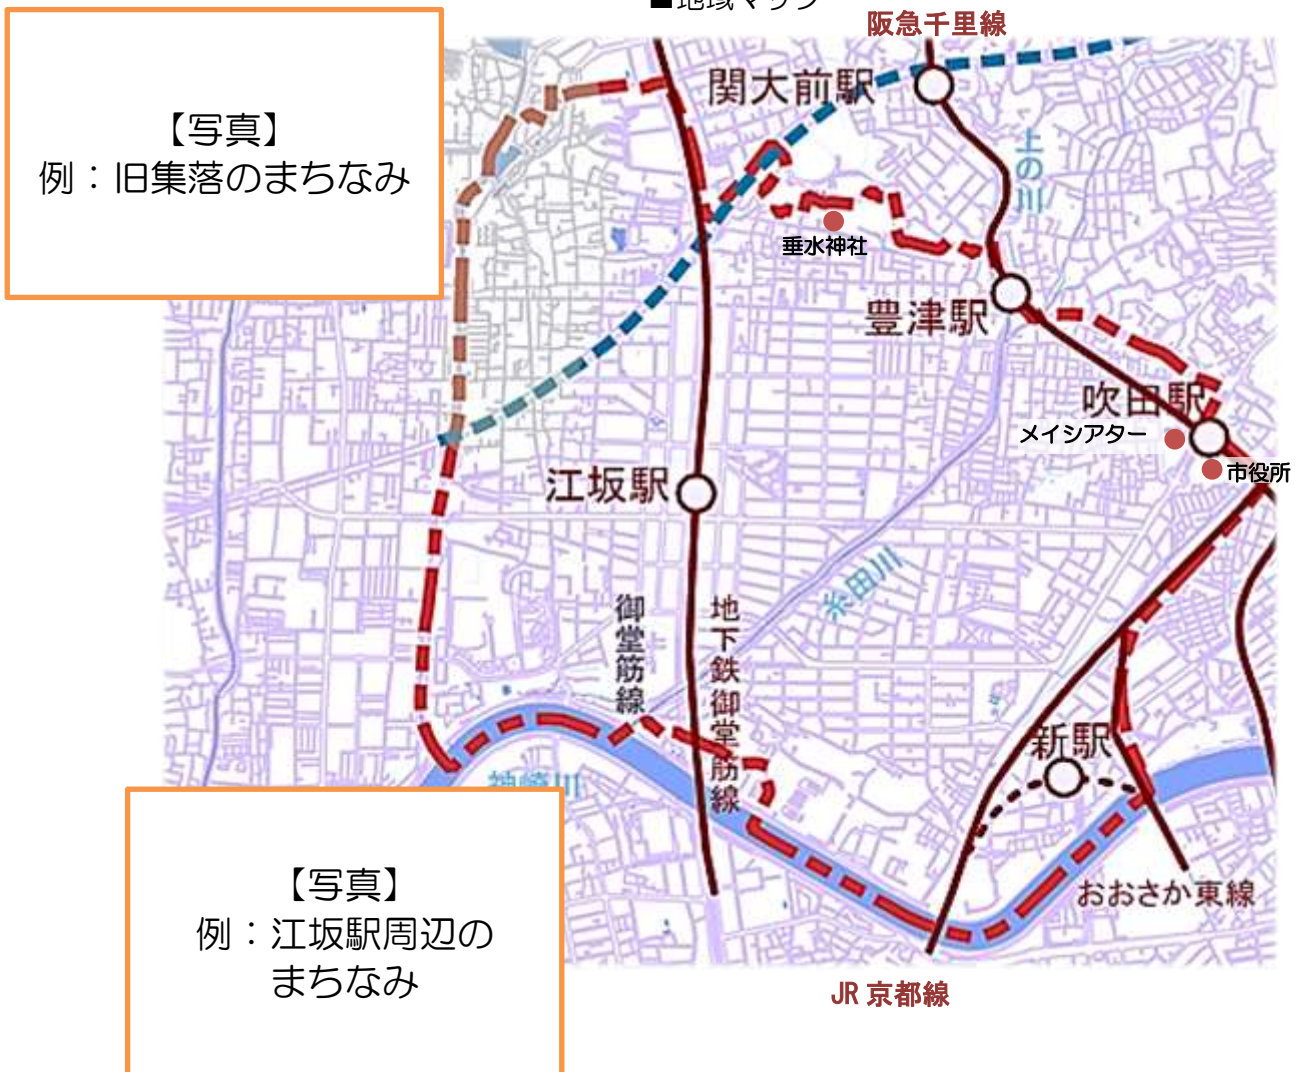 ■地域マップ
阪急千里線
関大前駅
【写真】
例：旧集落のまちなみ
上の川
垂水神社
豊津駅
吹田駅
メイシアター
市役所
江坂駅
糸田川
御堂筋線
地下鉄御堂筋線
新駅
神崎川
【写真】
例：江坂駅周辺の
まちなみ
おおさか東線
JR京都線